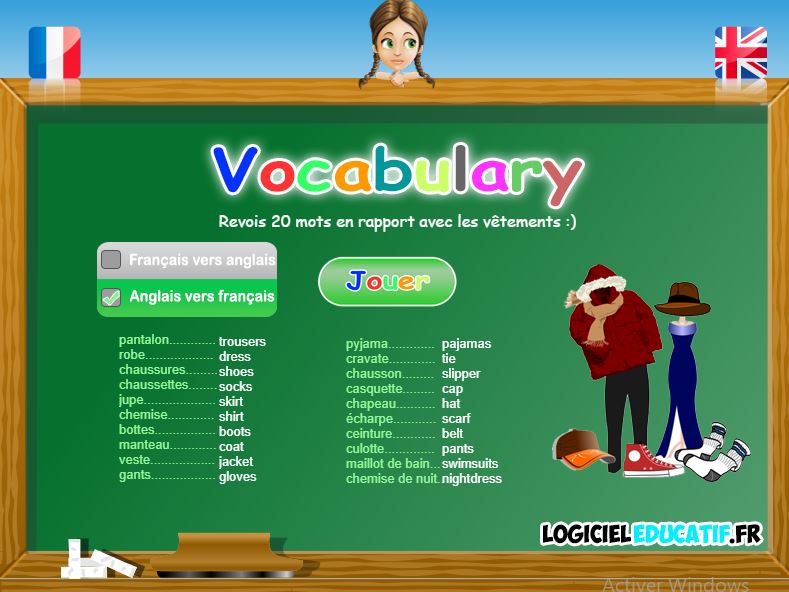 Vocabulary
Revois 20 mots en rapport avec les vêtements :)
Français vers anglais
Anglais vers français
Jouer
pantalon............. trousers
robe................... dress
chaussures......... shoes
chaussettes........ socks
jupe.................... skirt
chemise............. shirt
bottes................. boots
manteau............. coat
veste.................. jacket
gants.................. gloves
pyjama............. pajamas
cravate............. tie
chausson......... slipper
casquette......... cap
chapeau........... hat
écharpe............ scarf
ceinture............ belt
culotte.............. pants
maillot de bain... swimsuits
chemise de nuit. nightdress
LOGICIELEDUCATIF.FR
Activer Windows